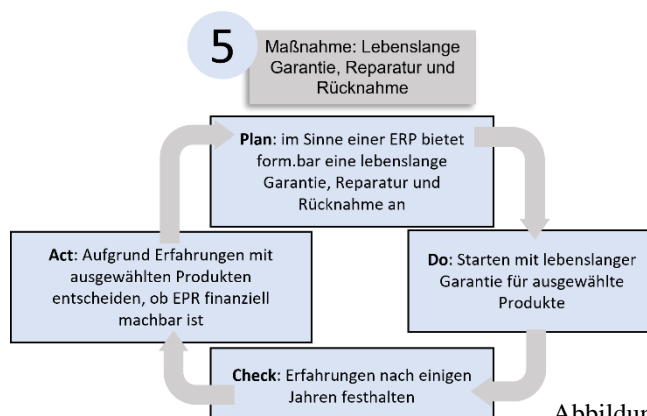 5
Maßnahme: Lebenslange
Garantie, Reparatur und
Rücknahme
Plan: im Sinne einer ERP bietet
form.bar eine lebenslange
Garantie, Reparatur und
Rücknahme an
Act: Aufgrund Erfahrungen mit
ausgewählten Produkten
entscheiden, ob EPR finanziell
machbar ist
Do: Starten mit lebenslanger
Garantie für ausgewählte
Produkte
Check: Erfahrungen nach einigen
Jahren festhalten